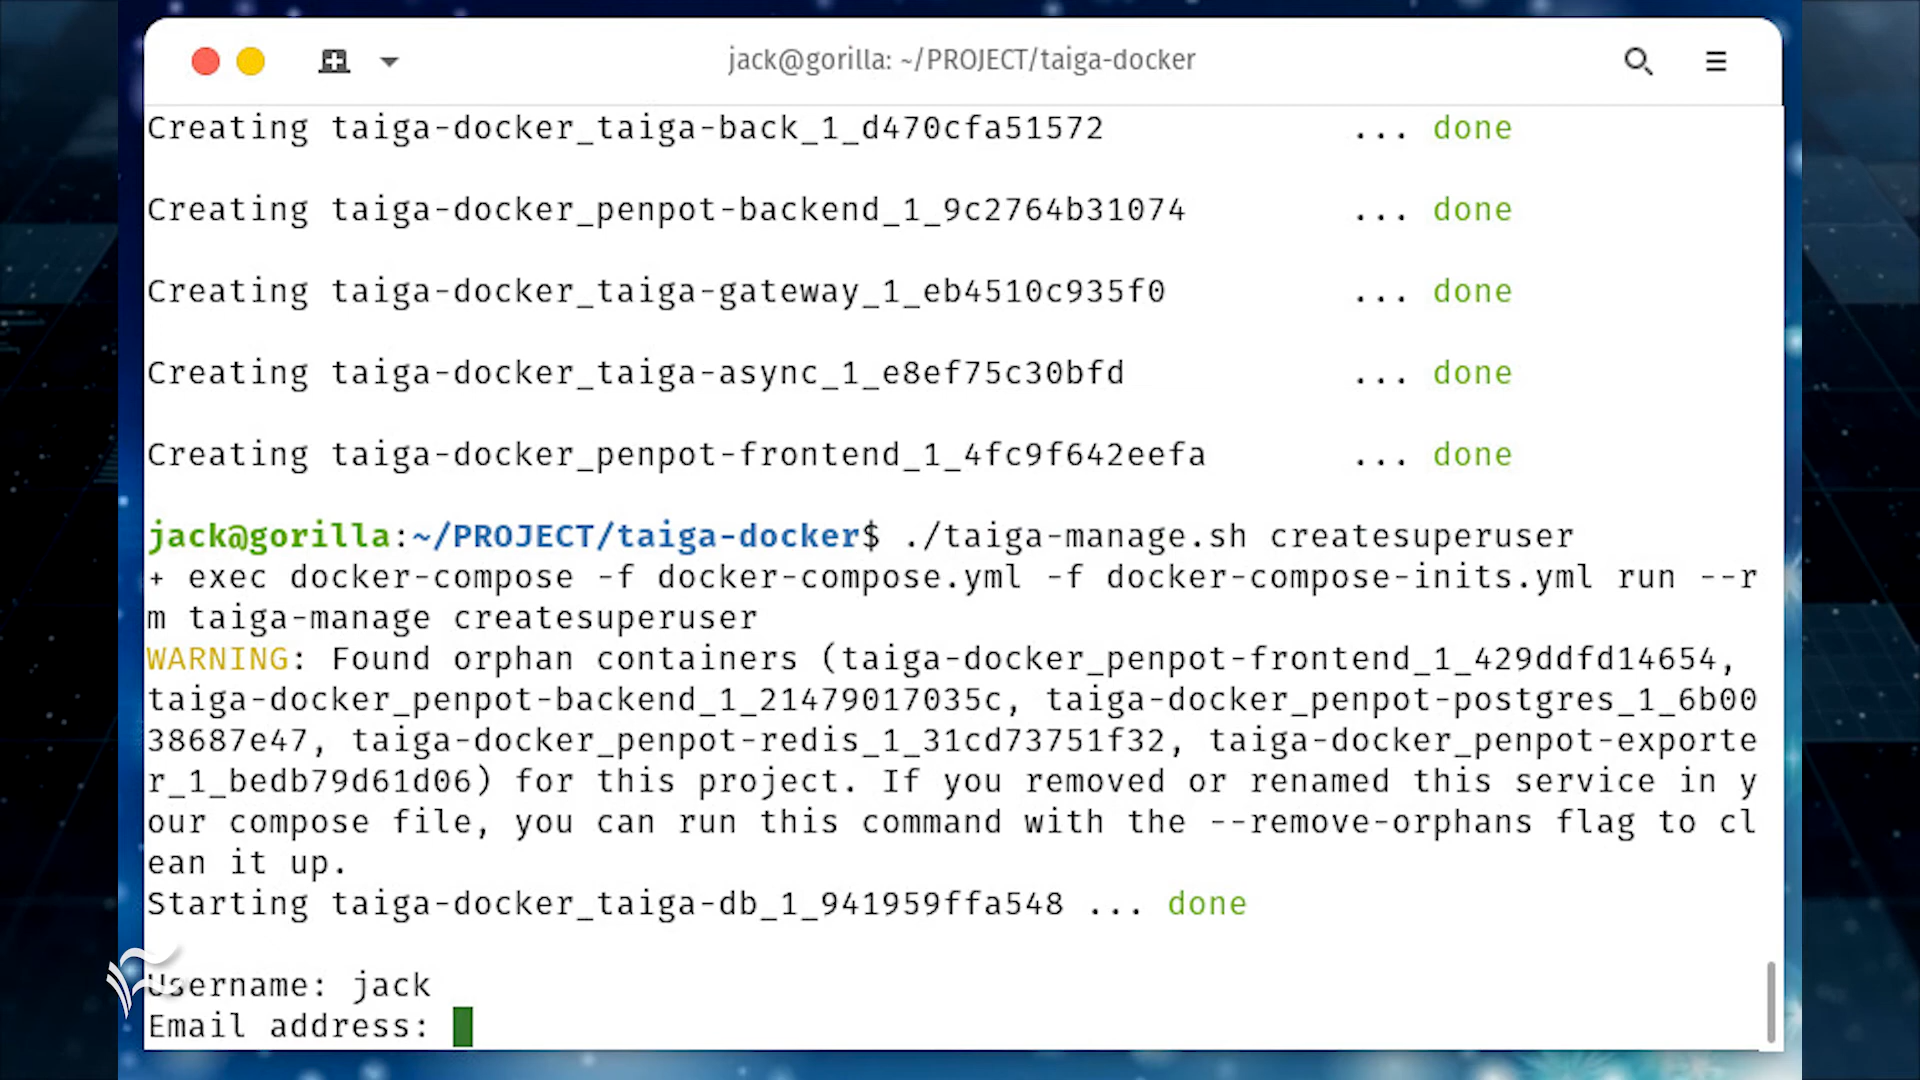 jack@gorilla: ~/PROJECT/taiga-docker
Creating taiga-docker_taiga-back_1_d470cfa51572 ... done
Creating taiga-docker_penpot-backend_1_9c2764b31074 ... done
Creating taiga-docker_taiga-gateway_1_eb4510c935f0 ... done
Creating taiga-docker_taiga-async_1_e8ef75c30bfd ... done
Creating taiga-docker_penpot-frontend_1_4fc9f642eefa ... done
jack@gorilla:~/PROJECT/taiga-docker$ ./taiga-manage.sh createsuperuser
+ exec docker-compose -f docker-compose.yml -f docker-compose-inits.yml run --r
m taiga-manage createsuperuser
WARNING: Found orphan containers (taiga-docker_penpot-frontend_1_429ddfd14654,
taiga-docker_penpot-backend_1_21479017035c, taiga-docker_penpot-postgres_1_6b00
38687e47, taiga-docker_penpot-redis_1_31cd73751f32, taiga-docker_penpot-exporte
r_1_bedb79d61d06) for this project. If you removed or renamed this service in y
our compose file, you can run this command with the --remove-orphans flag to cl
ean it up.
Starting taiga-docker_taiga-db_1_941959ffa548 ... done
Username: jack
Email address: